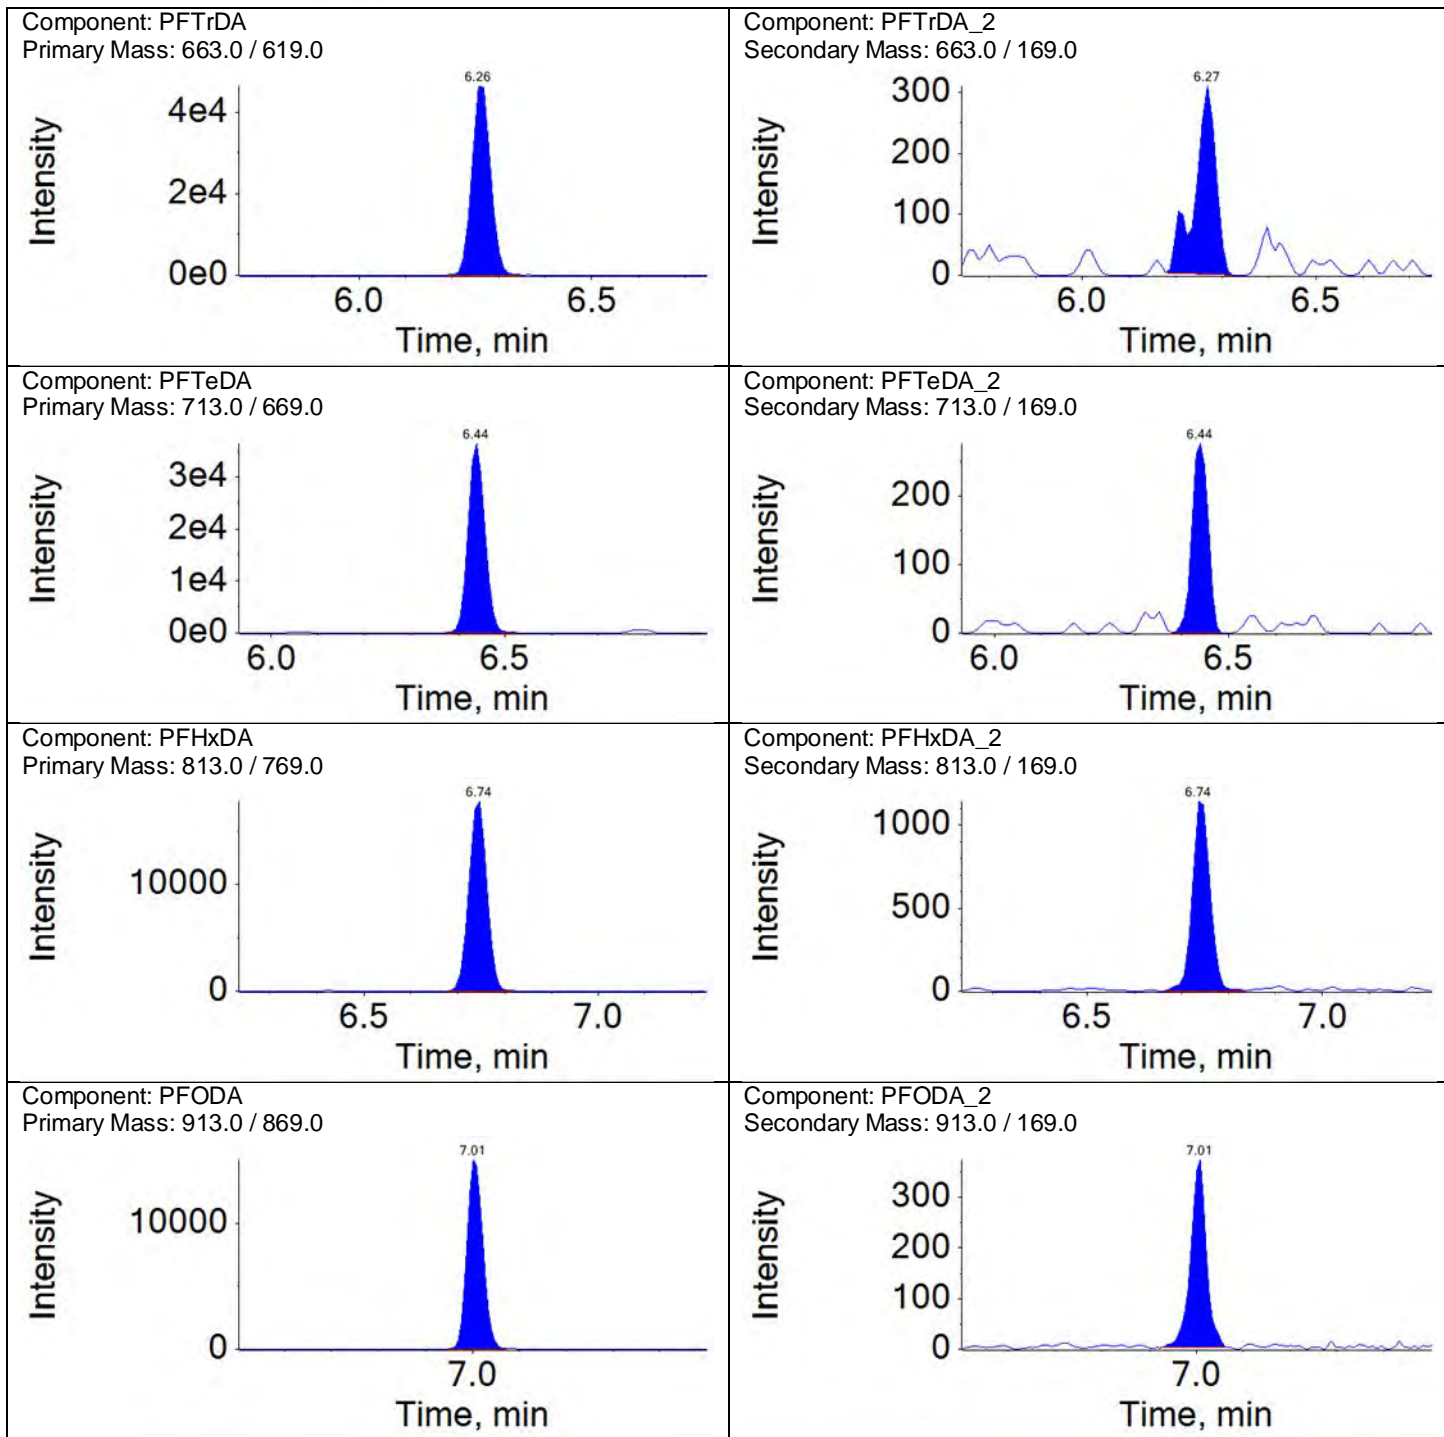 Component: PFTrDA
Primary Mass: 663.0 / 619.0
6.26
4e4
2e4
0e0
Intensity
6.0 6.5
Time, min
Component: PFTrDA_2
Secondary Mass: 663.0 / 169.0
6.27
300
200
100
0
Intensity
6.0 6.5
Time, min
Component: PFTeDA
Primary Mass: 713.0 / 669.0
6.44
3e4
2e4
1e4
0e0
Intensity
6.0 6.5
Time, min
Component: PFTeDA_2
Secondary Mass: 713.0 / 169.0
6.44
200
100
0
Intensity
6.0 6.5
Time, min
Component: PFHxDA
Primary Mass: 813.0 / 769.0
6.74
10000
0
Intensity
6.5 7.0
Time, min
Component: PFHxDA_2
Secondary Mass: 813.0 / 169.0
6.74
1000
500
0
Intensity
6.5 7.0
Time, min
Component: PFODA
Primary Mass: 913.0 / 869.0
7.01
10000
0
Intensity
7.0
Time, min
Component: PFODA_2
Secondary Mass: 913.0 / 169.0
7.01
300
200
100
0
Intensity
7.0
Time, min